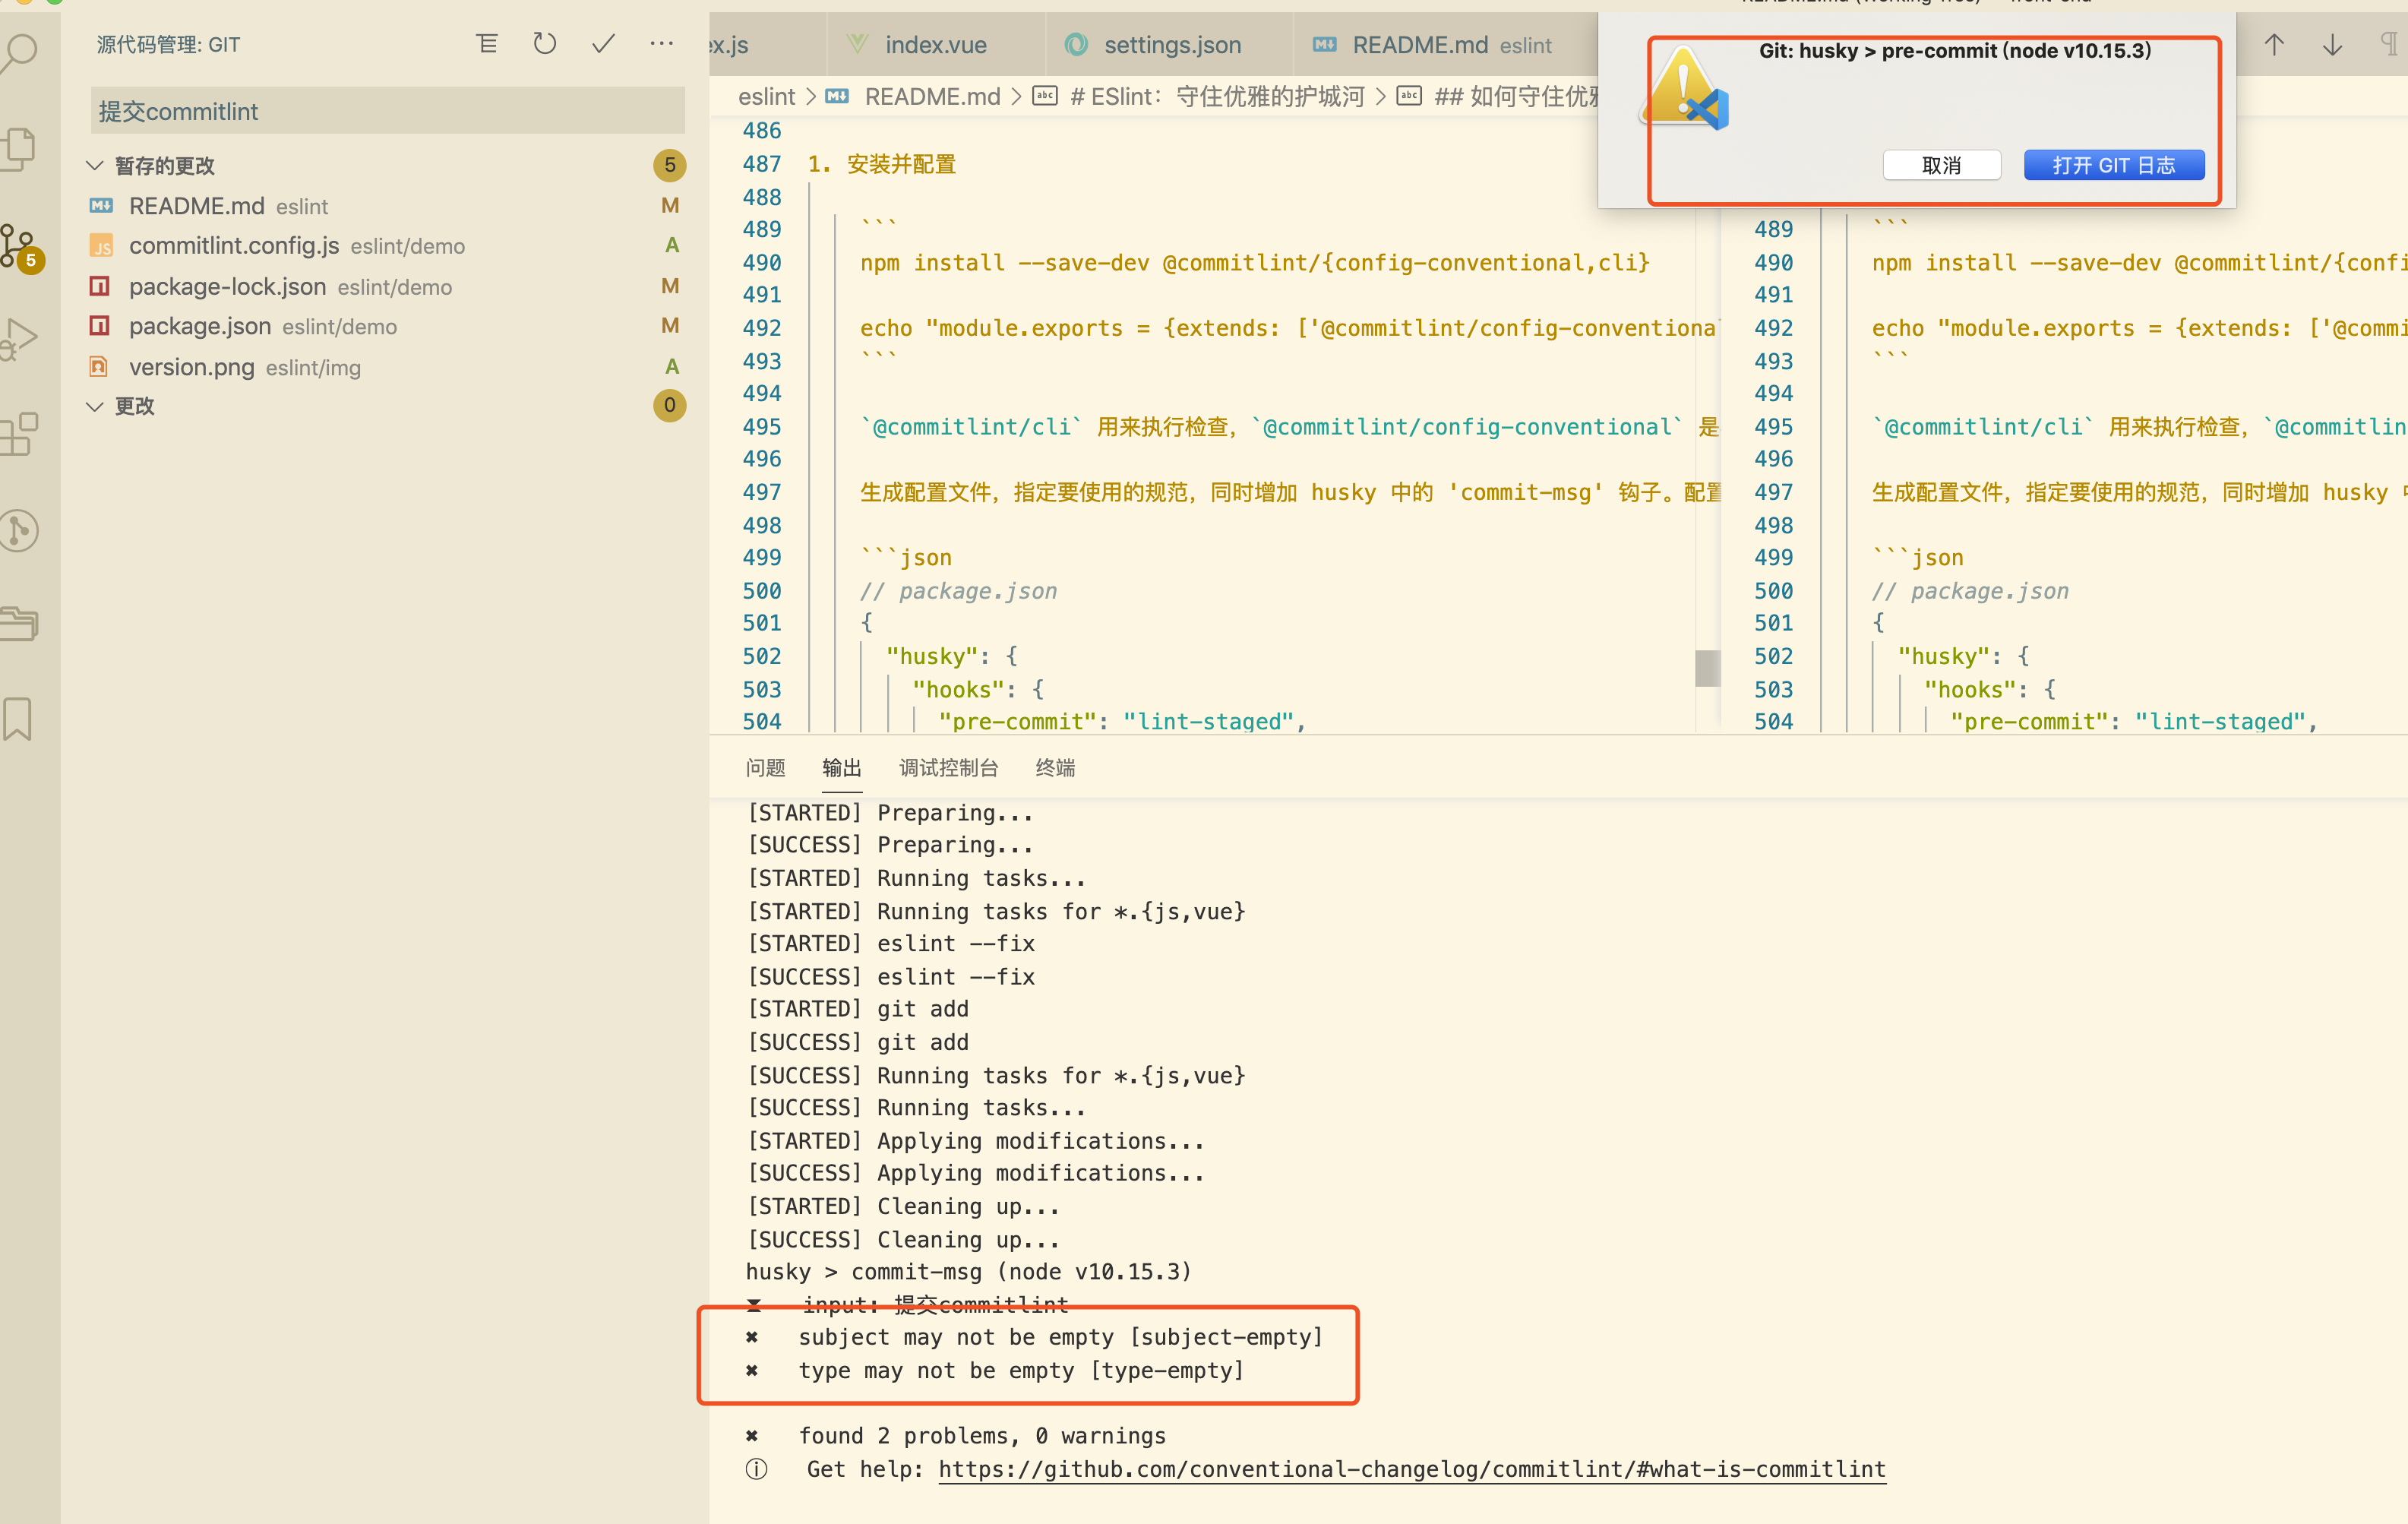 源代码管理: GIT
提交commitlint
暂存的更改 5
README.md eslint M
commitlint.config.js eslint/demo A
package-lock.json eslint/demo M
package.json eslint/demo M
version.png eslint/img A
更改 0
5
ex.js index.vue settings.json README.md eslint
eslint > README.md > # ESlint：守住优雅的护城河 > ## 如何守住优雅
Git: husky > pre-commit (node v10.15.3)
取消 打开 GIT 日志
486
487 1. 安装并配置
488
489 ```
490 npm install --save-dev @commitlint/{config-conventional,cli}
491
492 echo "module.exports = {extends: ['@commitlint/config-conventiona
493 ```
494
495 `@commitlint/cli` 用来执行检查，`@commitlint/config-conventional` 是
496
497 生成配置文件，指定要使用的规范，同时增加 husky 中的 'commit-msg' 钩子。配置
498
499 ```json
500 // package.json
501 {
502 "husky": {
503 "hooks": {
504 "pre-commit": "lint-staged",
489 ```
490 npm install --save-dev @commitlint/{confi
491
492 echo "module.exports = {extends: ['@commi
493 ```
494
495 `@commitlint/cli` 用来执行检查，`@commitlin
496
497 生成配置文件，指定要使用的规范，同时增加 husky
498
499 ```json
500 // package.json
501 {
502 "husky": {
503 "hooks": {
504 "pre-commit": "lint-staged",
问题 输出 调试控制台 终端
[STARTED] Preparing...
[SUCCESS] Preparing...
[STARTED] Running tasks...
[STARTED] Running tasks for *.{js,vue}
[STARTED] eslint --fix
[SUCCESS] eslint --fix
[STARTED] git add
[SUCCESS] git add
[SUCCESS] Running tasks for *.{js,vue}
[SUCCESS] Running tasks...
[STARTED] Applying modifications...
[SUCCESS] Applying modifications...
[STARTED] Cleaning up...
[SUCCESS] Cleaning up...
husky > commit-msg (node v10.15.3)
⧗ input: 提交commitlint
✖ subject may not be empty [subject-empty]
✖ type may not be empty [type-empty]
✖ found 2 problems, 0 warnings
ⓘ Get help: https://github.com/conventional-changelog/commitlint/#what-is-commitlint